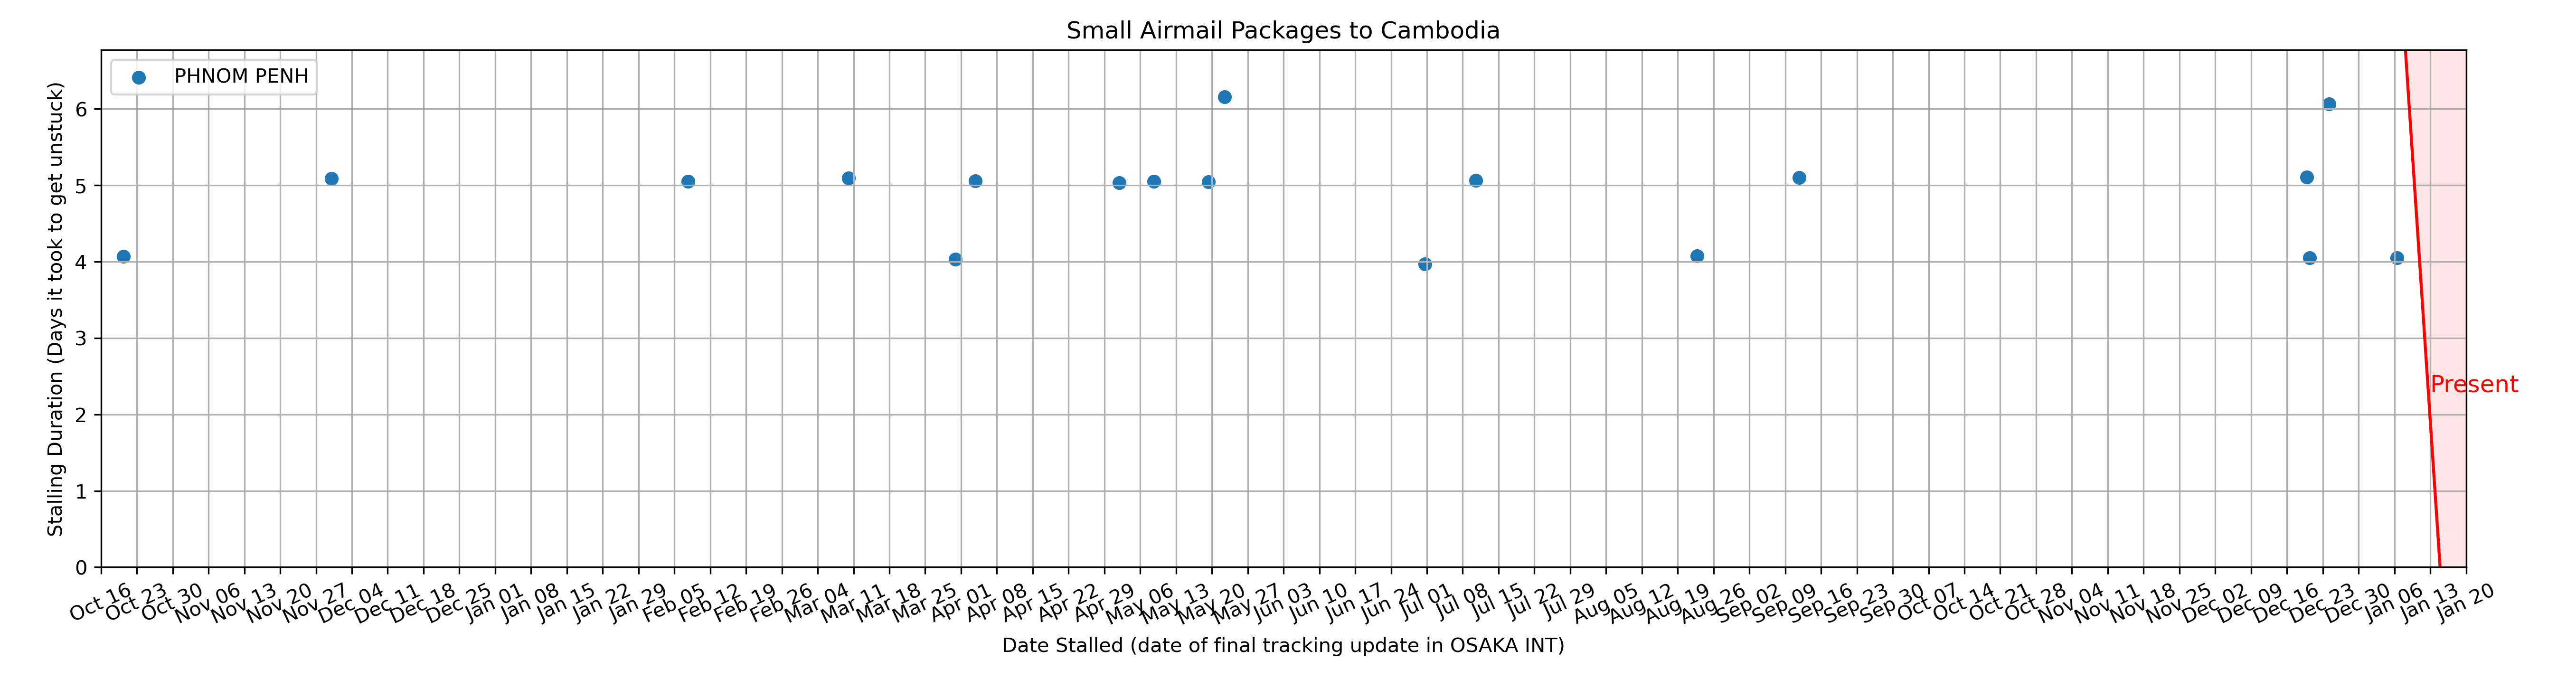 Small Airmail Packages to Cambodia
PHNOM PENH
Stalling Duration (Days it took to get unstuck)
6
5
4
3
2
1
0
Present
Oct 16
Oct 23
Oct 30
Nov 06
Nov 13
Nov 20
Nov 27
Dec 04
Dec 11
Dec 18
Dec 25
Jan 01
Jan 08
Jan 15
Jan 22
Jan 29
Feb 05
Feb 12
Feb 19
Feb 26
Mar 04
Mar 11
Mar 18
Mar 25
Apr 01
Apr 08
Apr 15
Apr 22
Apr 29
May 06
May 13
May 20
May 27
Jun 03
Jun 10
Jun 17
Jun 24
Jul 01
Jul 08
Jul 15
Jul 22
Jul 29
Aug 05
Aug 12
Aug 19
Aug 26
Sep 02
Sep 09
Sep 16
Sep 23
Sep 30
Oct 07
Oct 14
Oct 21
Oct 28
Nov 04
Nov 11
Nov 18
Nov 25
Dec 02
Dec 09
Dec 16
Dec 23
Dec 30
Jan 06
Jan 13
Jan 20
Date Stalled (date of final tracking update in OSAKA INT)